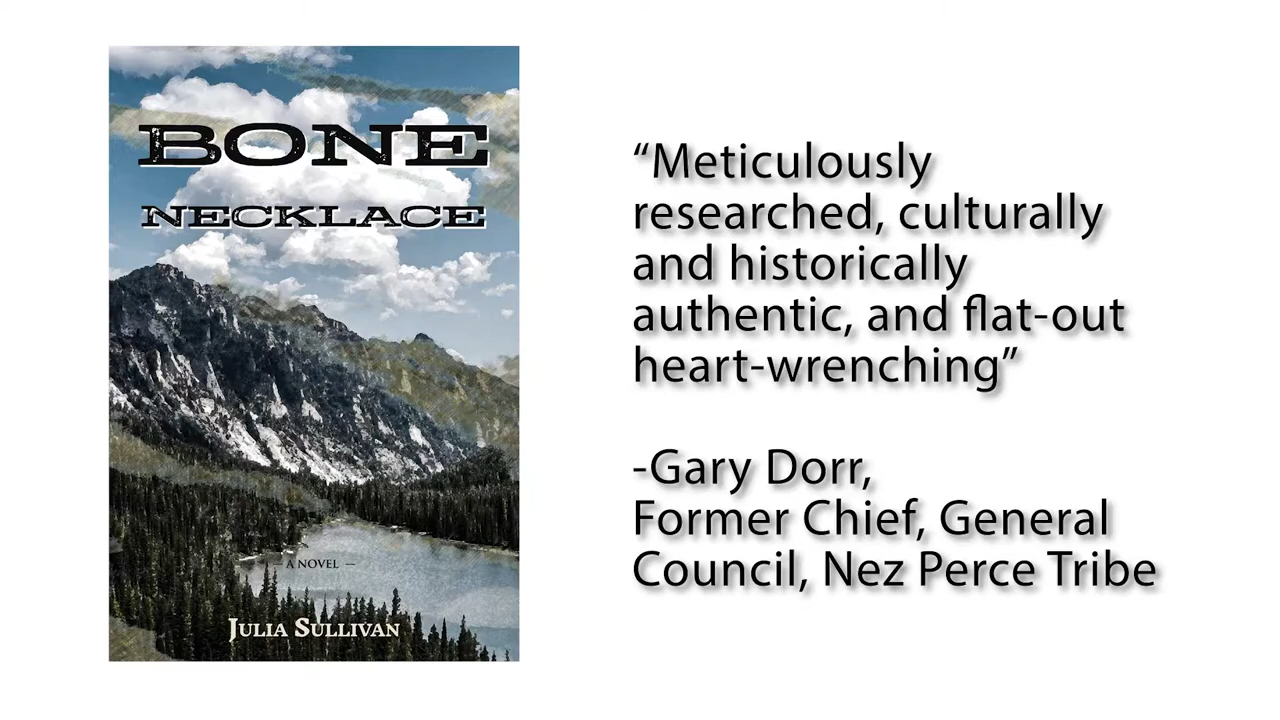 BONE
NECKLACE
— A NOVEL —
JULIA SULLIVAN
“Meticulously
researched, culturally
and historically
authentic, and flat-out
heart-wrenching”
-Gary Dorr,
Former Chief, General
Council, Nez Perce Tribe